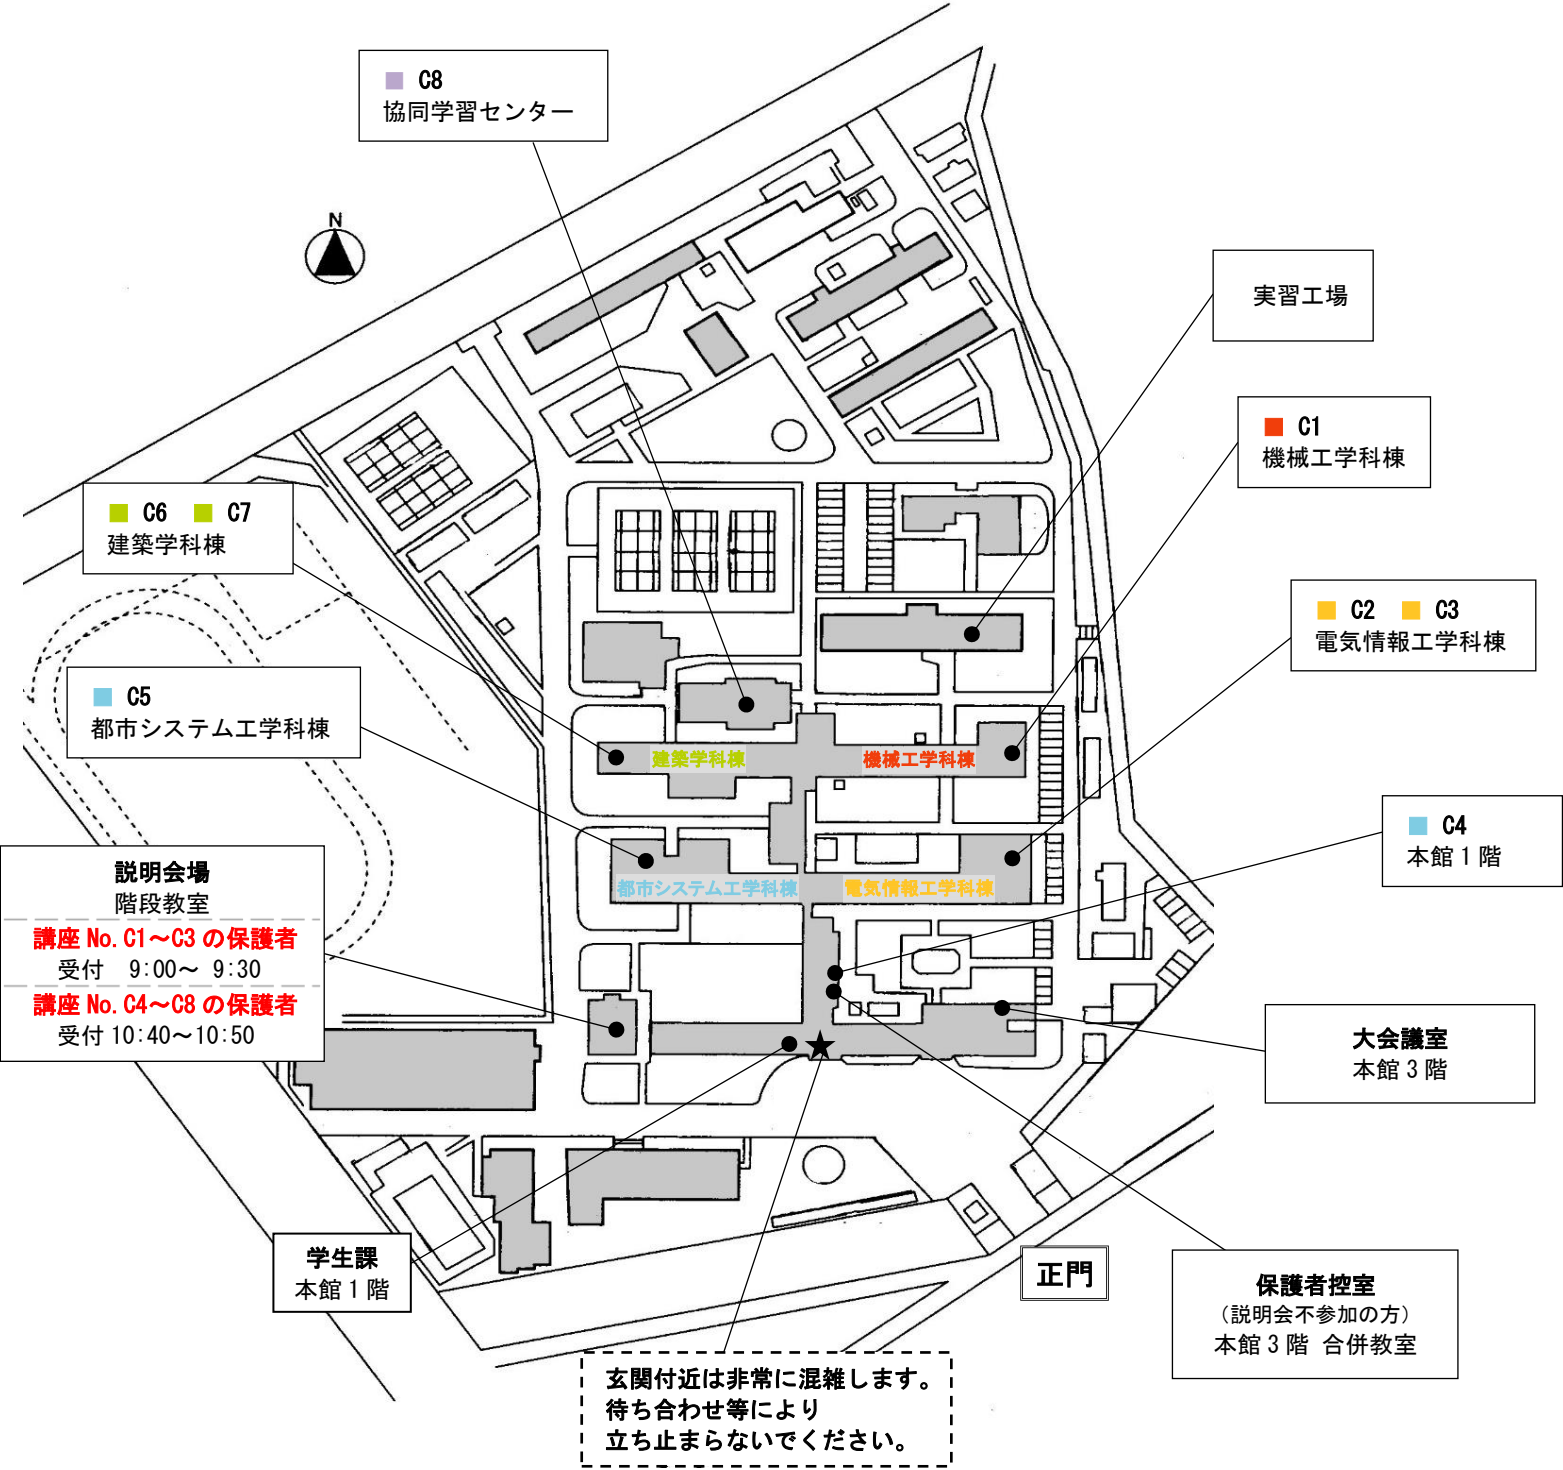 ■ C8
協同学習センター
N
実習工場
■ C1
機械工学科棟
■ C6 ■ C7
建築学科棟
■ C2 ■ C3
電気情報工学科棟
■ C5
都市システム工学科棟
建築学科棟
機械工学科棟
■ C4
本館1階
説明会場
階段教室
講座 No.C1～C3の保護者
受付 9:00～ 9:30
講座 No.C4～C8の保護者
受付10:40～10:50
都市システム工学科棟
電気情報工学科棟
大会議室
本館3階
学生課
本館1階
正門
保護者控室
（説明会不参加の方）
本館3階 合併教室
★
玄関付近は非常に混雑します。
待ち合わせ等により
立ち止まらないでください。